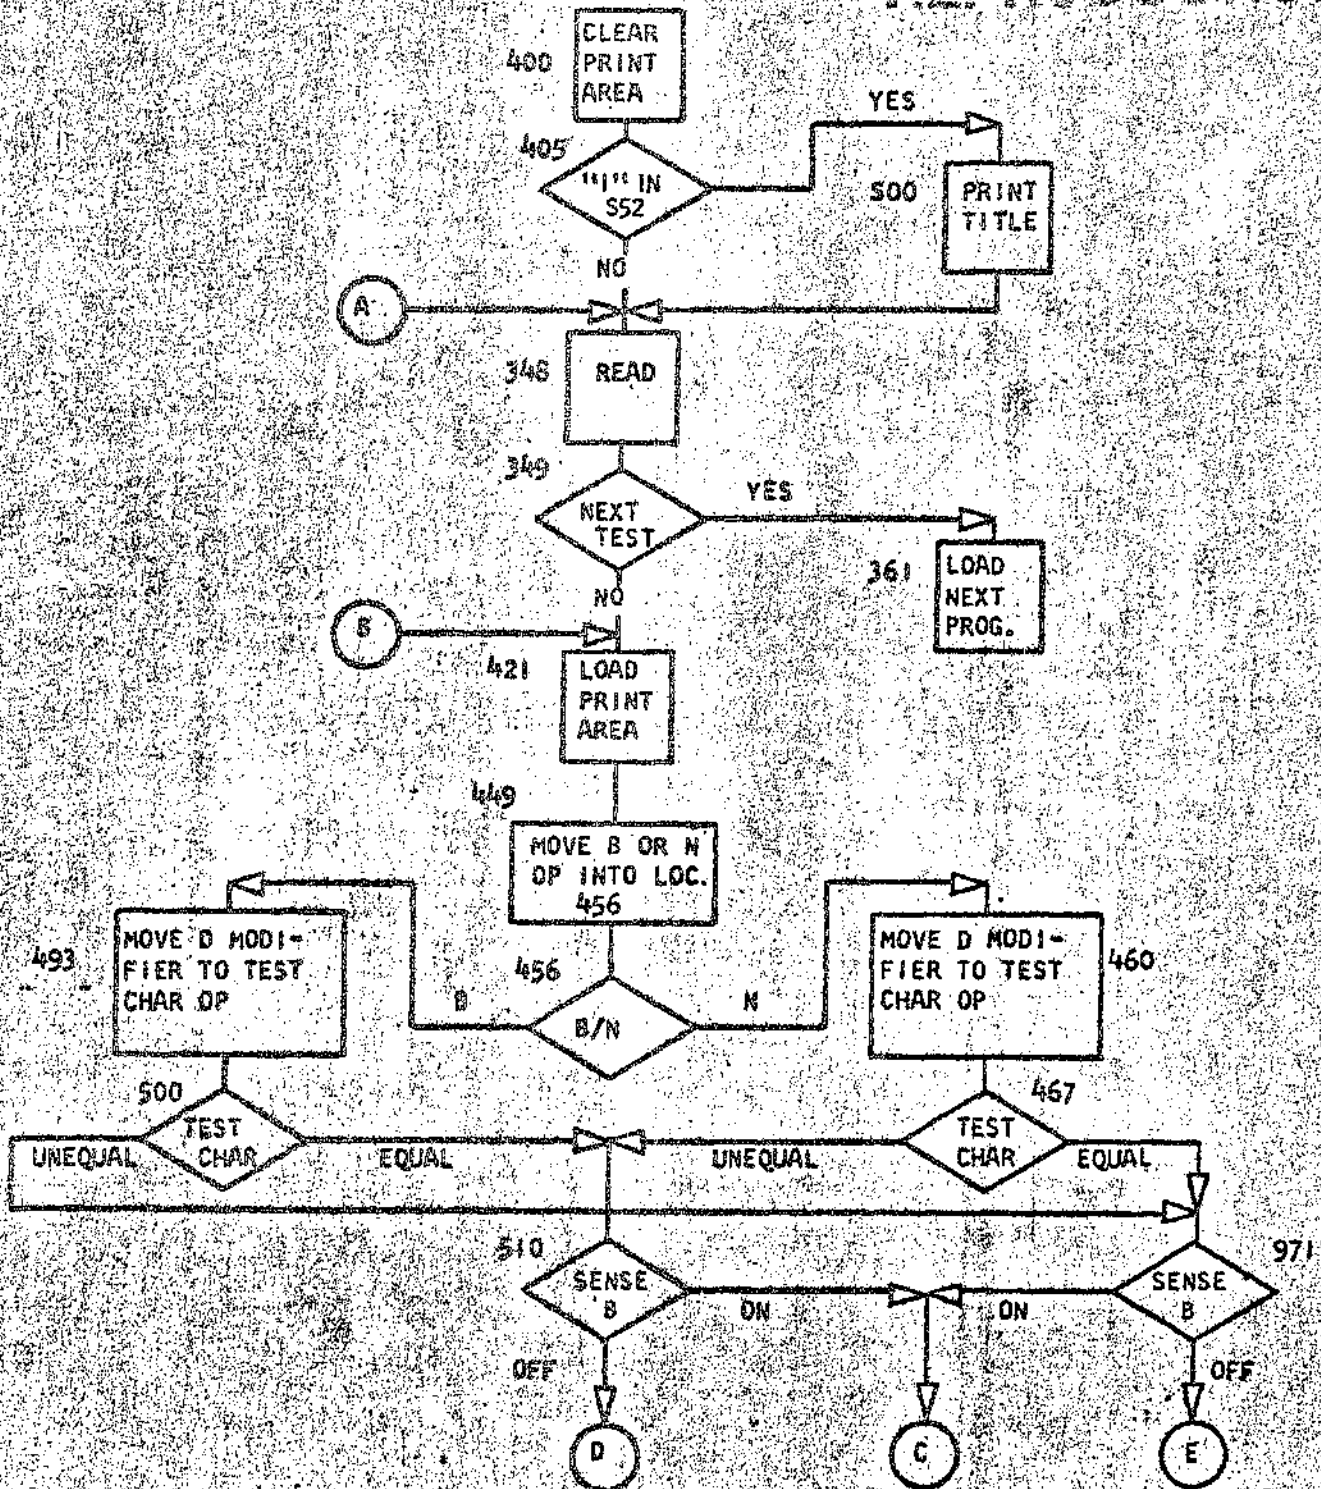 CLEAR
400 PRINT
AREA
YES
405
"1" IN
S52
500 PRINT
TITLE
NO
A
348 READ
349
YES
NEXT
TEST
361 LOAD
NEXT
PROG.
NO
B
421 LOAD
PRINT
AREA
449
MOVE B OR N
OP INTO LOC.
456
493 MOVE D MODI-
FIER TO TEST
CHAR OP
456
B
B/N
N
MOVE D MODI- 460
FIER TO TEST
CHAR OP
500
467
TEST
CHAR
UNEQUAL
EQUAL
UNEQUAL
TEST
CHAR
EQUAL
510
971
SENSE
B
ON
ON
SENSE
B
OFF
OFF
D
C
E